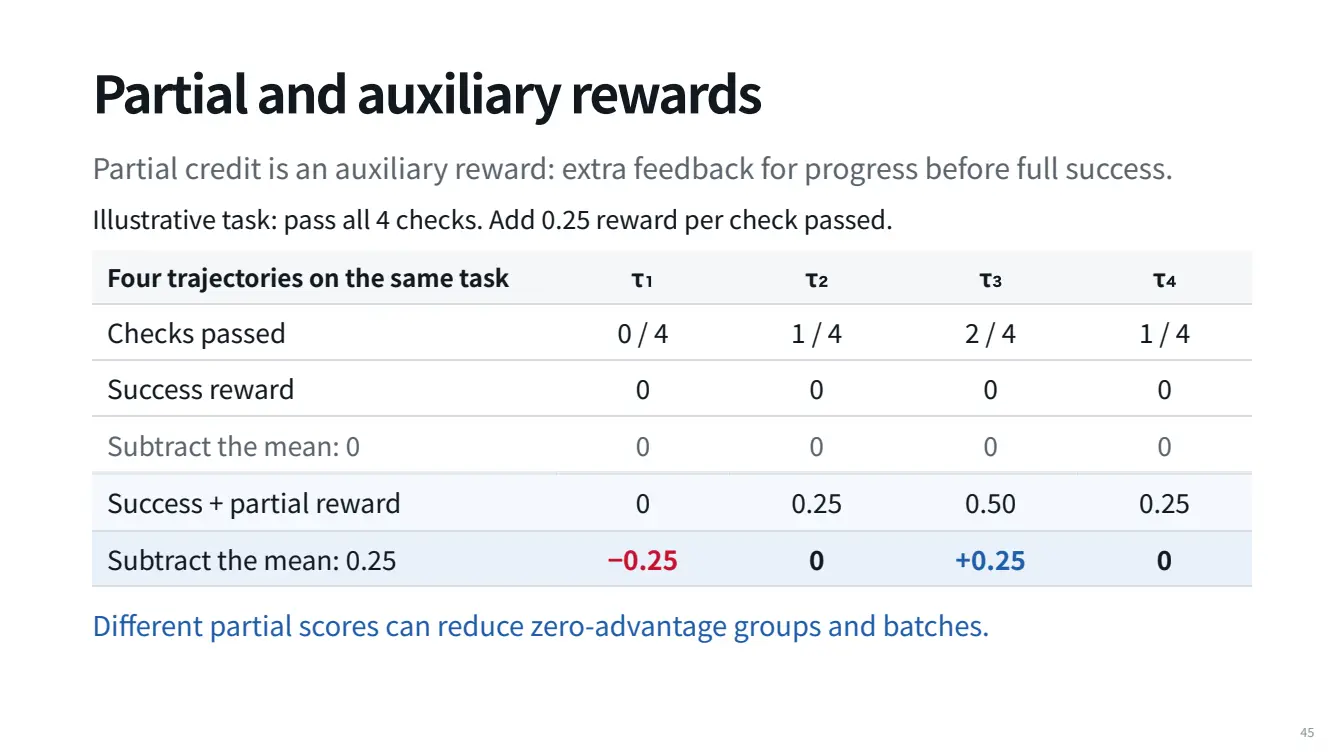 Partial and auxiliary rewards
Partial credit is an auxiliary reward: extra feedback for progress before full success.
Illustrative task: pass all 4 checks. Add 0.25 reward per check passed.
Four trajectories on the same task τ₁ τ₂ τ₃ τ₄
Checks passed 0 / 4 1 / 4 2 / 4 1 / 4
Success reward 0 0 0 0
Subtract the mean: 0 0 0 0 0
Success + partial reward 0 0.25 0.50 0.25
Subtract the mean: 0.25 −0.25 0 +0.25 0
Different partial scores can reduce zero-advantage groups and batches.
45